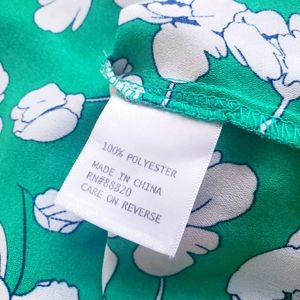 100% POLYESTER
MADE IN CHINA
RN#88820
CARE ON REVERSE